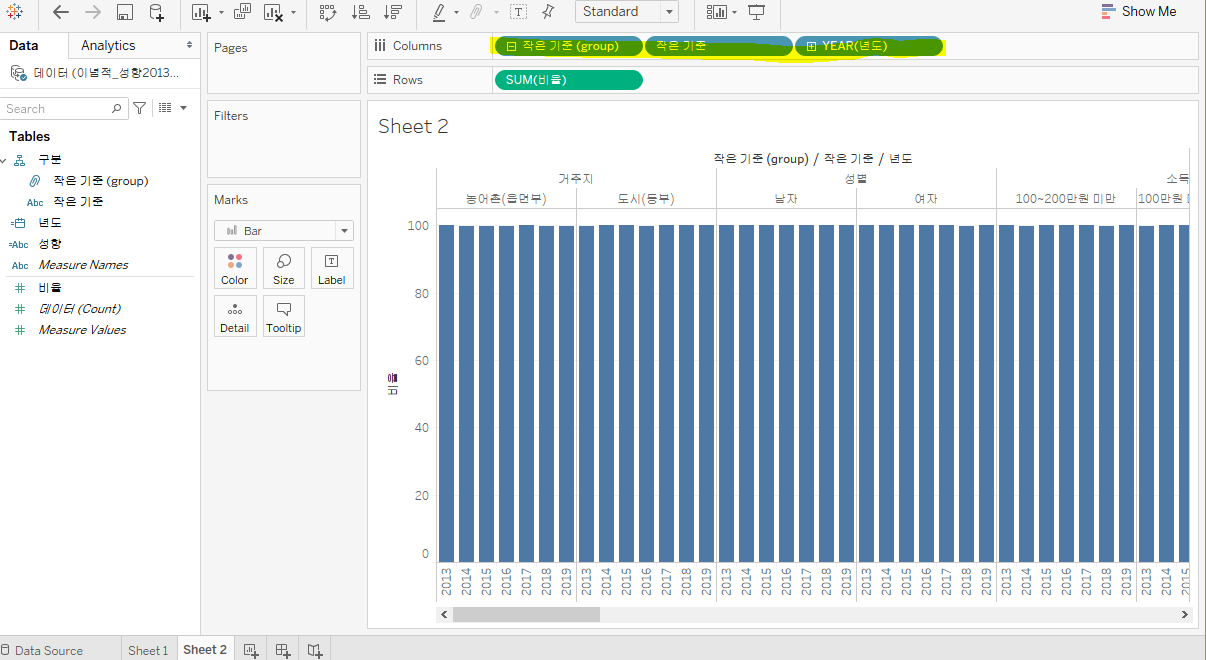 Standard
Show Me
Data
Analytics
데이터 (이념적_성향2013...
Search
Tables
구분
작은 기준 (group)
Abc 작은 기준
년도
=Abc 성향
Abc Measure Names
비율
데이터 (Count)
Measure Values
Pages
Filters
Marks
Bar
Color
Size
Label
Detail
Tooltip
Columns
작은 기준 (group)
작은 기준
YEAR(년도)
Rows
SUM(비율)
Sheet 2
작은 기준 (group) / 작은 기준 / 년도
거주지 성별 소득
농어촌(읍면부) 도시(동부) 남자 여자 100~200만원 미만 100만원
100
80
60
40
20
0
비율
2013 2014 2015 2016 2017 2018 2019 2013 2014 2015 2016 2017 2018 2019 2013 2014 2015 2016 2017 2018 2019 2013 2014 2015 2016 2017 2018 2019 2013 2014 2015 2016 2017 2018 2019 2013 2014 2015
Data Source
Sheet 1
Sheet 2